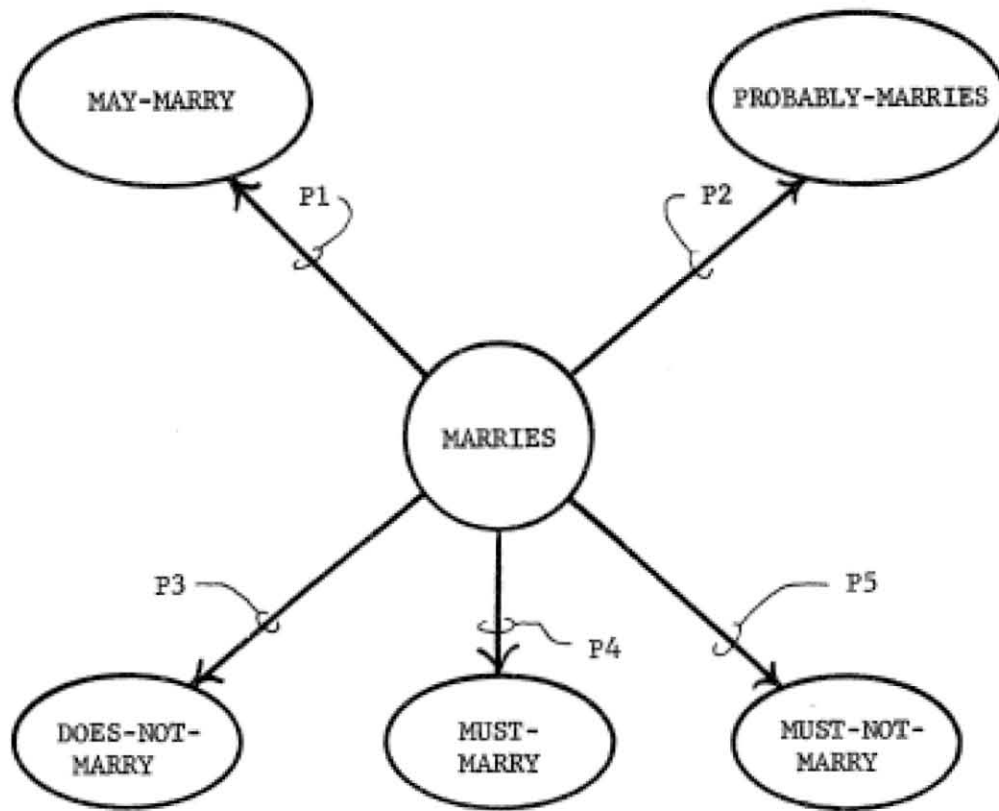 MAY-MARRY
PROBABLY-MARRIES
P1
P2
MARRIES
P3
P4
P5
DOES-NOT-
MARRY
MUST-
MARRY
MUST-NOT-
MARRY